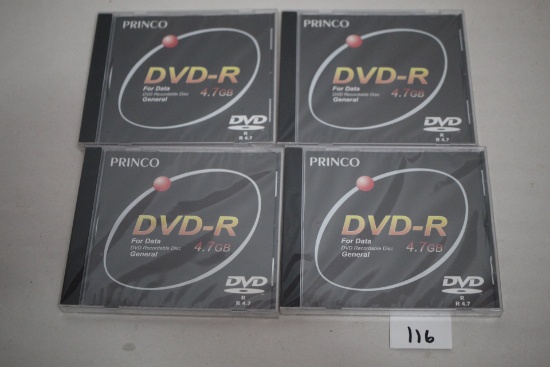 PRINCO
DVD-R
For Data 4.7GB
DVD Recordable Disc
General
DVD
R
R 4.7
PRINCO
DVD-R
For Data 4.7GB
DVD Recordable Disc
General
DVD
R
R 4.7
PRINCO
DVD-R
For Data 4.7GB
DVD Recordable Disc
General
DVD
R
R 4.7
PRINCO
DVD-R
For Data 4.7GB
DVD Recordable Disc
General
DVD
R
R 4.7
116